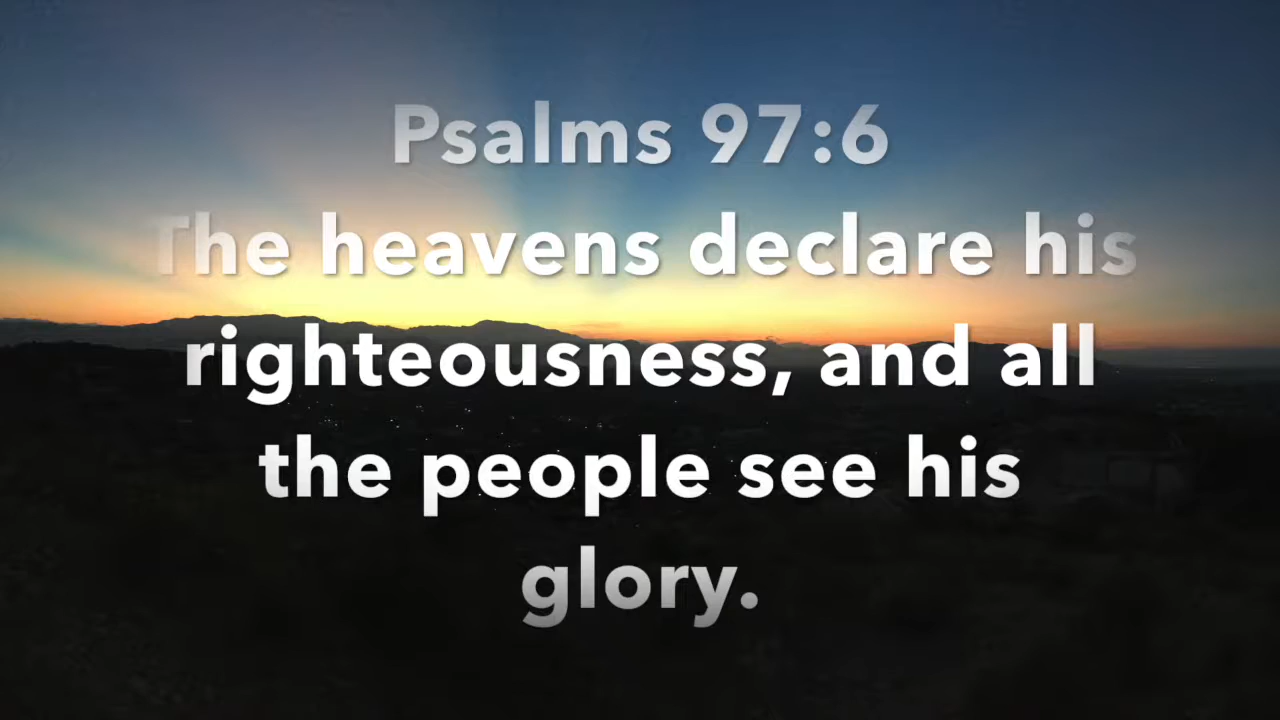 Psalms 97:6
The heavens declare his
righteousness, and all
the people see his
glory.